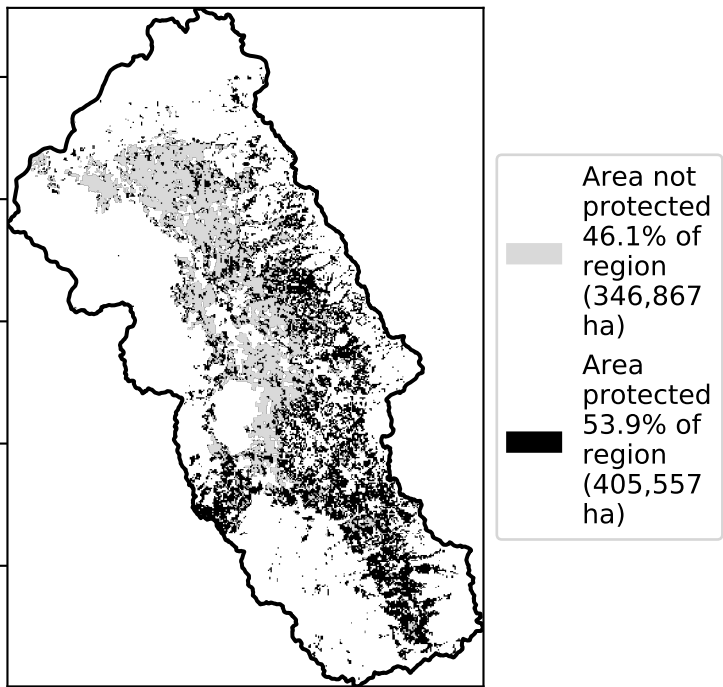 Area not
protected
46.1% of
region
(346,867
ha)
Area
protected
53.9% of
region
(405,557
ha)